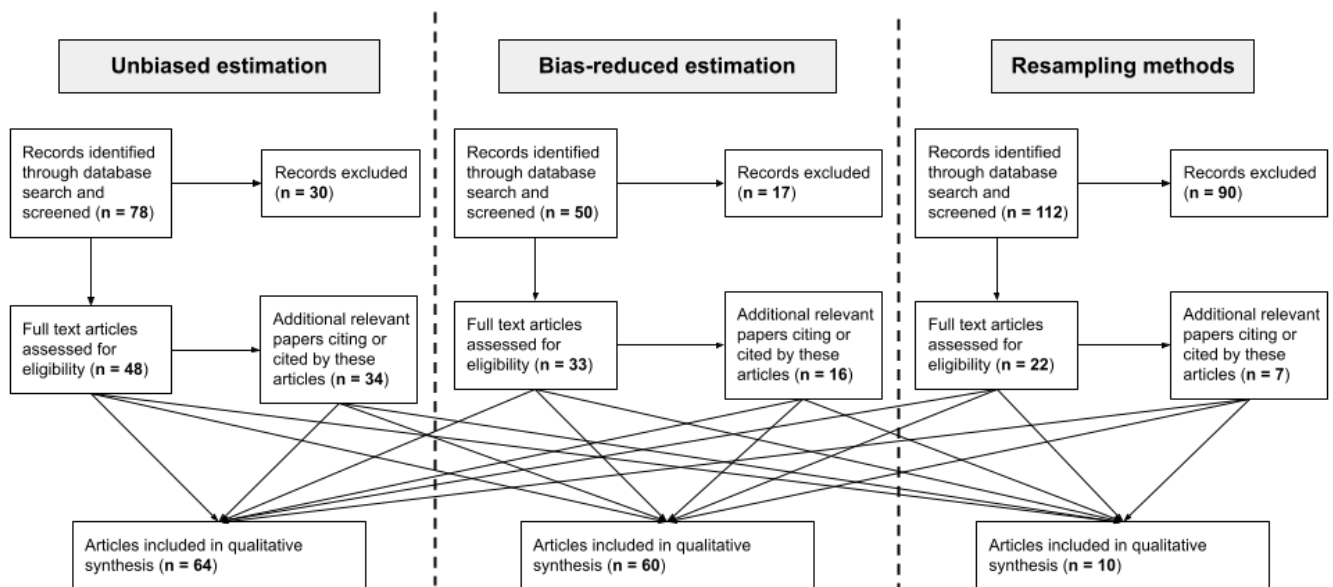 Unbiased estimation
Bias-reduced estimation
Resampling methods
Records identified
through database
search and
screened (n = 78)
Records excluded
(n = 30)
Records identified
through database
search and
screened (n = 50)
Records excluded
(n = 17)
Records identified
through database
search and
screened (n = 112)
Records excluded
(n = 90)
Full text articles
assessed for
eligibility (n = 48)
Additional relevant
papers citing or
cited by these
articles (n = 34)
Full text articles
assessed for
eligibility (n = 33)
Additional relevant
papers citing or
cited by these
articles (n = 16)
Full text articles
assessed for
eligibility (n = 22)
Additional relevant
papers citing or
cited by these
articles (n = 7)
Articles included in qualitative
synthesis (n = 64)
Articles included in qualitative
synthesis (n = 60)
Articles included in qualitative
synthesis (n = 10)